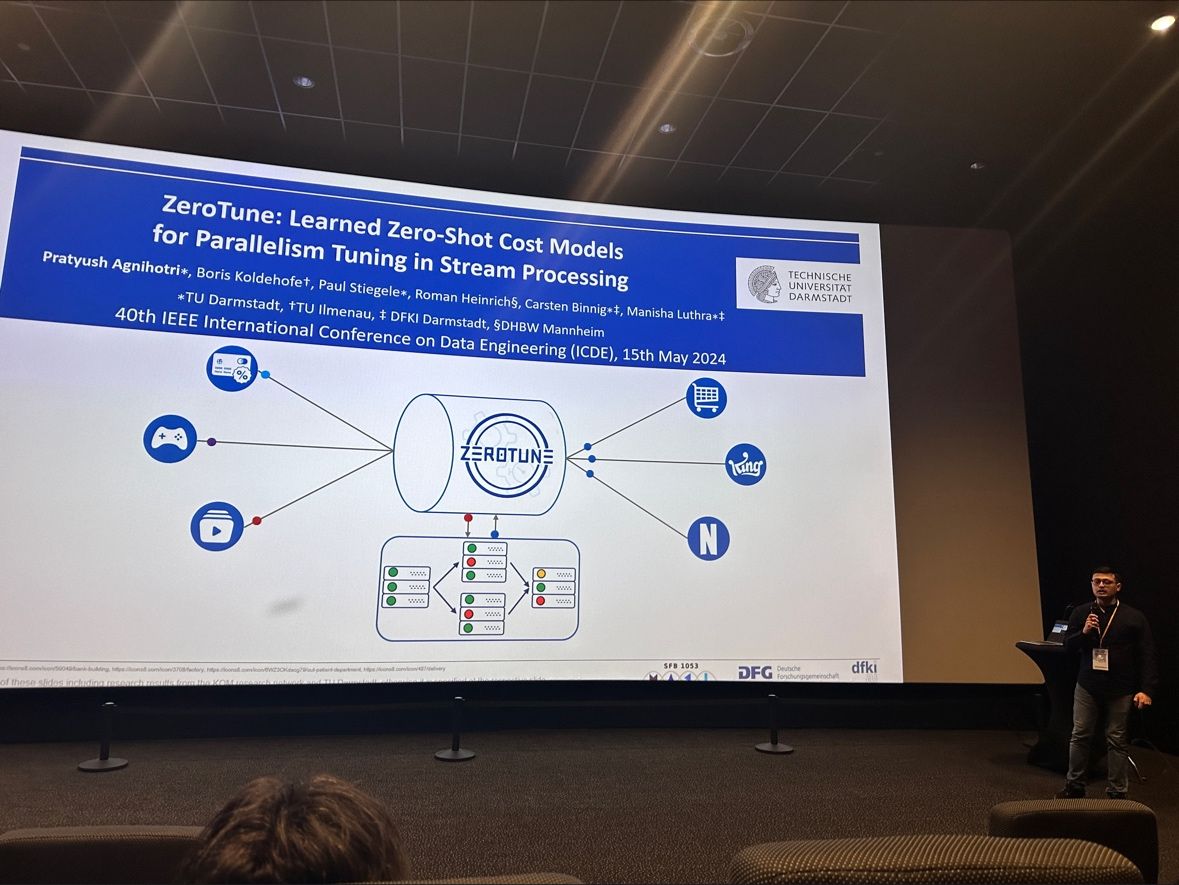 ZeroTune: Learned Zero-Shot Cost Models
for Parallelism Tuning in Stream Processing
Pratyush Agnihotri*, Boris Koldehofe†, Paul Stiegele*, Roman Heinrich§, Carsten Binnig*‡, Manisha Luthra*‡
*TU Darmstadt, †TU Ilmenau, ‡ DFKI Darmstadt, §DHBW Mannheim
40th IEEE International Conference on Data Engineering (ICDE), 15th May 2024
TECHNISCHE
UNIVERSITÄT
DARMSTADT
ZEROTUNE
King
N
SFB 1053
DFG Deutsche
Forschungsgemeinschaft
dfki
of these slides including research results from the KOM research network and TU Darmstadt